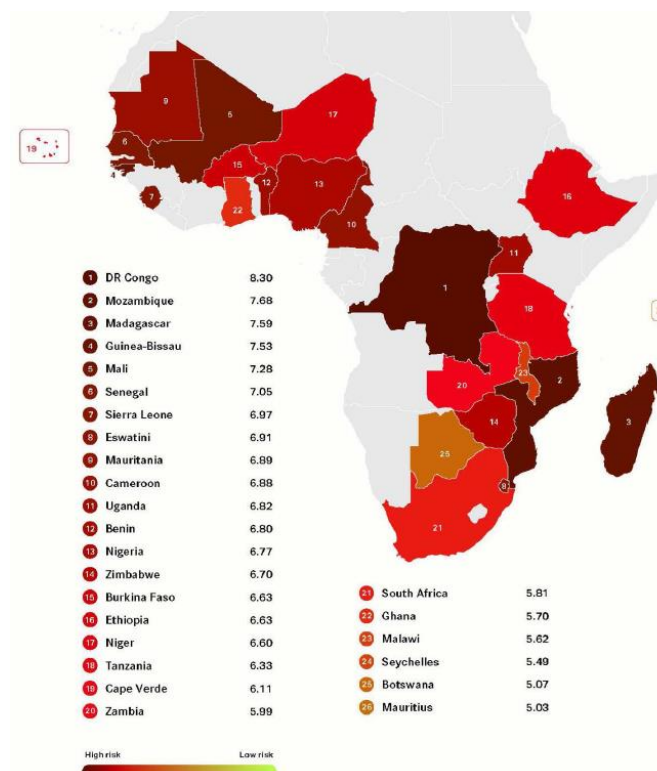 9
5
17
19
6
4
15
12
13
16
7
22
10
11
1
18
23
2
20
3
14
25
8
21
1 DR Congo 8.30
2 Mozambique 7.68
3 Madagascar 7.59
4 Guinea-Bissau 7.53
5 Mali 7.28
6 Senegal 7.05
7 Sierra Leone 6.97
8 Eswatini 6.91
9 Mauritania 6.89
10 Cameroon 6.88
11 Uganda 6.82
12 Benin 6.80
13 Nigeria 6.77
14 Zimbabwe 6.70
15 Burkina Faso 6.63
16 Ethiopia 6.63
17 Niger 6.60
18 Tanzania 6.33
19 Cape Verde 6.11
20 Zambia 5.99
21 South Africa 5.81
22 Ghana 5.70
23 Malawi 5.62
24 Seychelles 5.49
25 Botswana 5.07
26 Mauritius 5.03
High risk Low risk